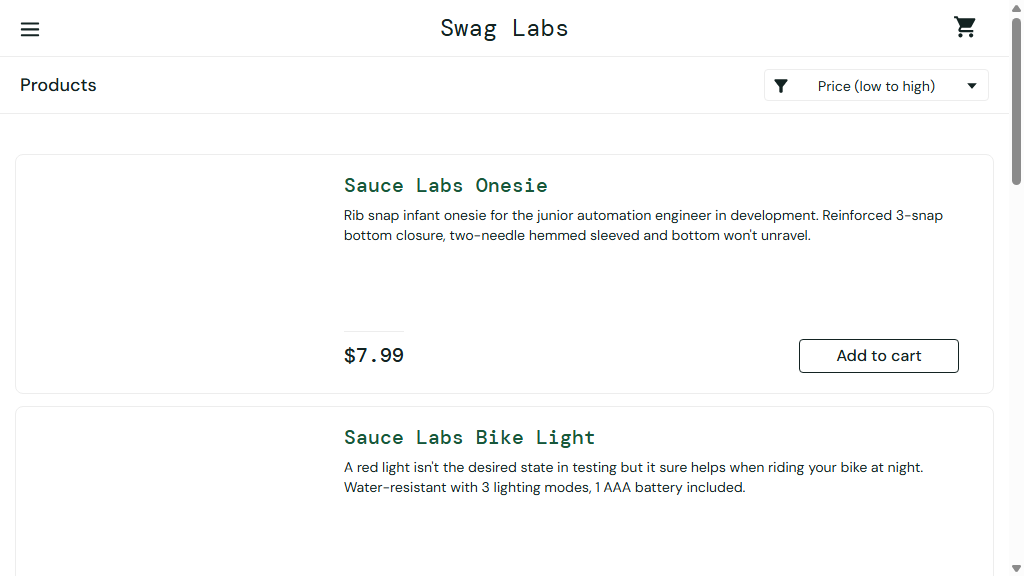 Swag Labs
Products
Price (low to high)
Sauce Labs Onesie
Rib snap infant onesie for the junior automation engineer in development. Reinforced 3-snap
bottom closure, two-needle hemmed sleeved and bottom won't unravel.
$7.99
Add to cart
Sauce Labs Bike Light
A red light isn't the desired state in testing but it sure helps when riding your bike at night.
Water-resistant with 3 lighting modes, 1 AAA battery included.